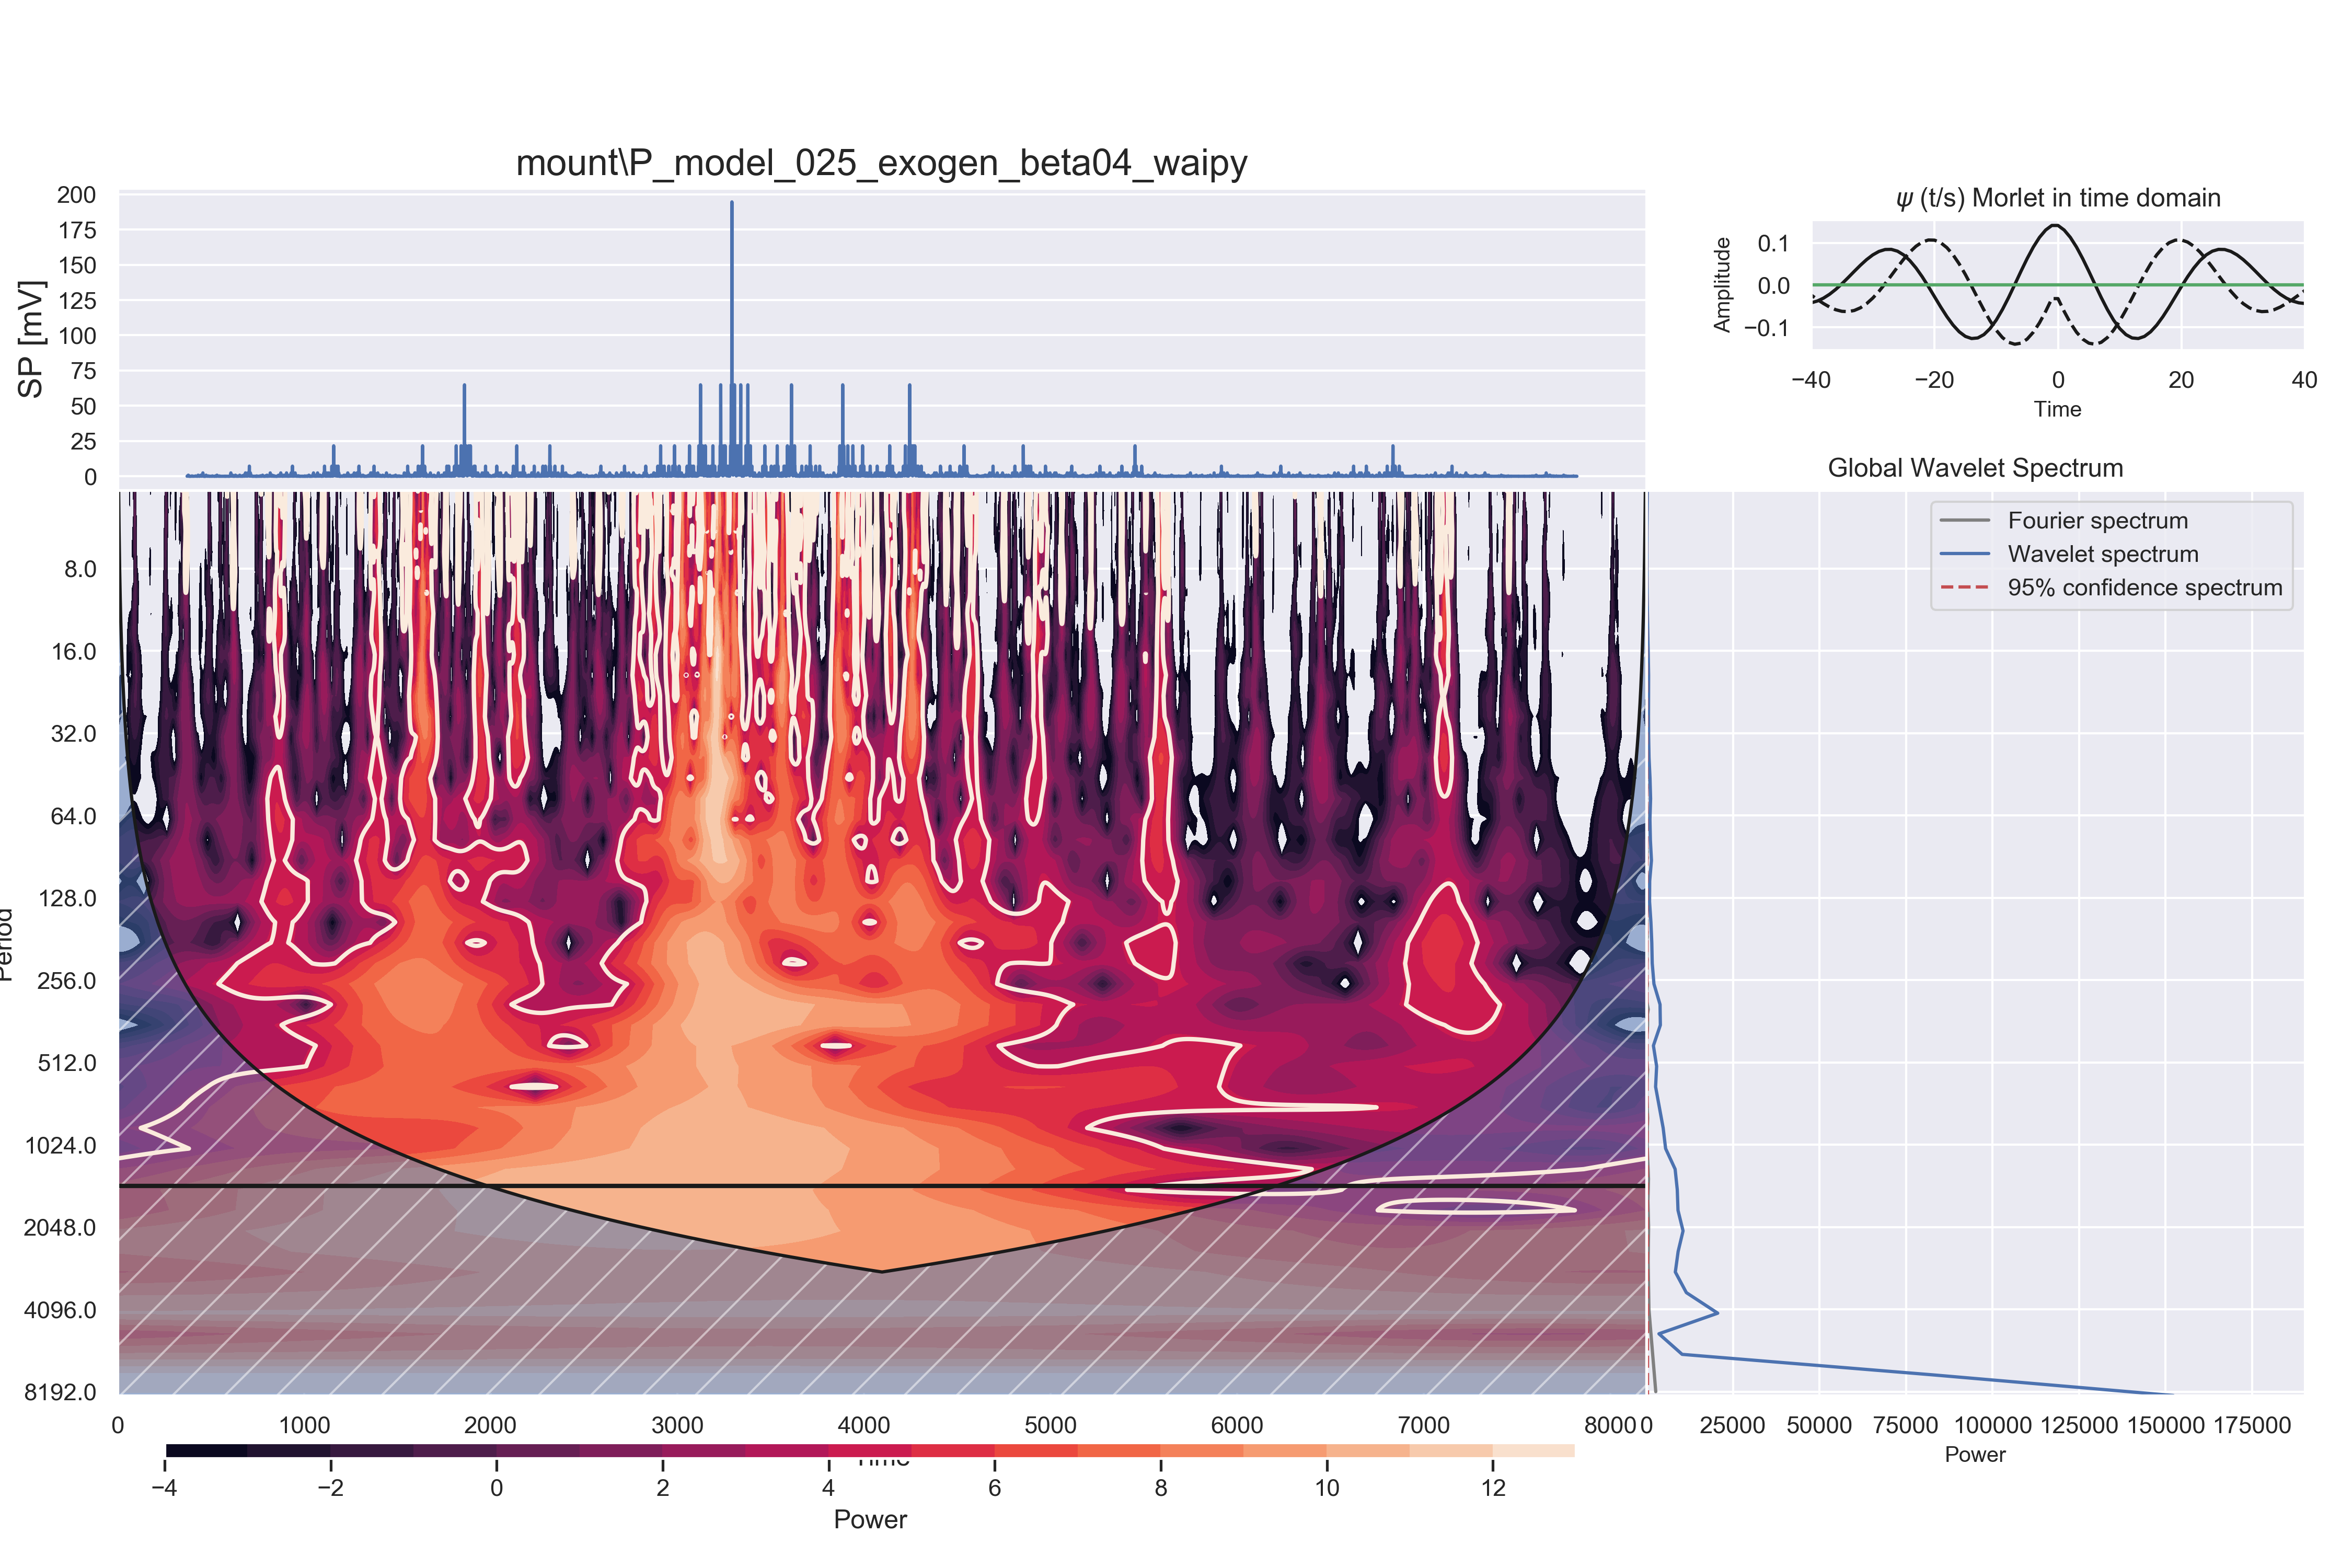 mount\P_model_025_exogen_beta04_waipy
SP [mV]
200
175
150
125
100
75
50
25
0
ψ (t/s) Morlet in time domain
Amplitude
0.1
0.0
−0.1
−40 −20 0 20 40
Time
Global Wavelet Spectrum
Fourier spectrum
Wavelet spectrum
95% confidence spectrum
Period
8.0
16.0
32.0
64.0
128.0
256.0
512.0
1024.0
2048.0
4096.0
8192.0
0 1000 2000 3000 4000 5000 6000 7000 8000
0 25000 50000 75000 100000 125000 150000 175000
Power
Time
−4 −2 0 2 4 6 8 10 12
Power